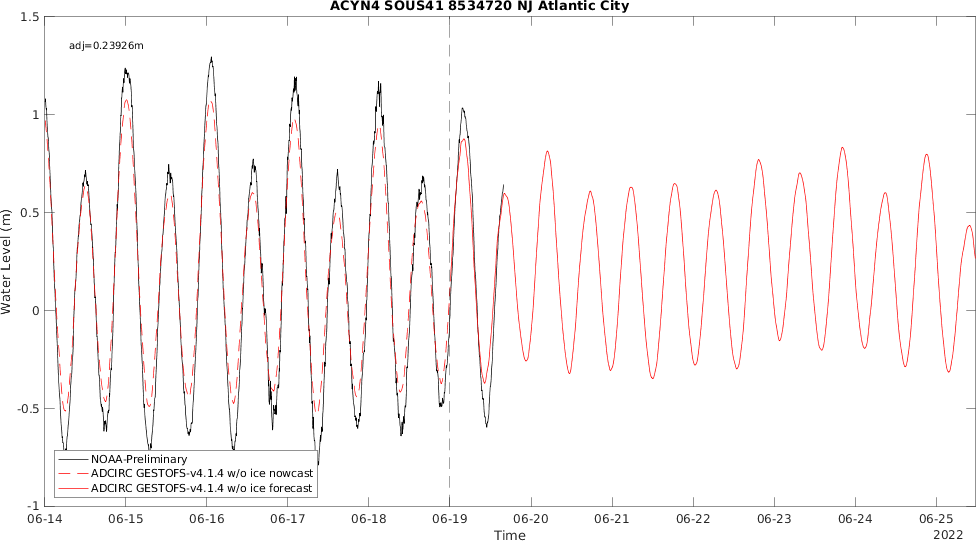 ACYN4 SOUS41 8534720 NJ Atlantic City
1.5
adj=0.23926m
1
0.5
Water Level (m)
0
-0.5
NOAA-Preliminary
ADCIRC GESTOFS-v4.1.4 w/o ice nowcast
ADCIRC GESTOFS-v4.1.4 w/o ice forecast
-1
06-14 06-15 06-16 06-17 06-18 06-19 06-20 06-21 06-22 06-23 06-24 06-25
Time
2022